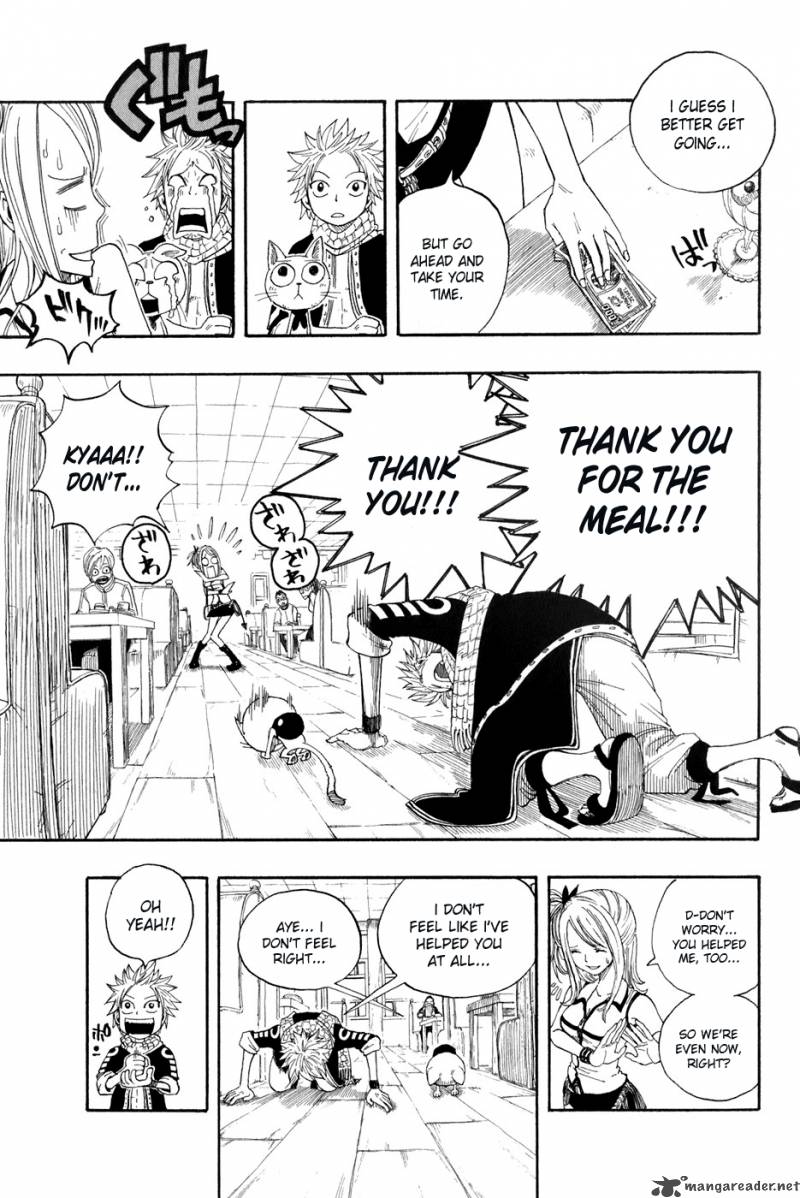 I GUESS I
BETTER GET
GOING...
BUT GO
AHEAD AND
TAKE YOUR
TIME.
ばっ
ぐもっ
ビクッ
THANK YOU
FOR THE
MEAL!!!
THANK
YOU!!!
ざわ
ざわ
KYAAA!!
DON'T...
ざわ
D-DON'T
WORRY...
YOU HELPED
ME, TOO...
SO WE'RE
EVEN NOW,
RIGHT?
I DON'T
FEEL LIKE I'VE
HELPED YOU
AT ALL...
AYE... I
DON'T FEEL
RIGHT...
OH
YEAH!!
mangareader.net